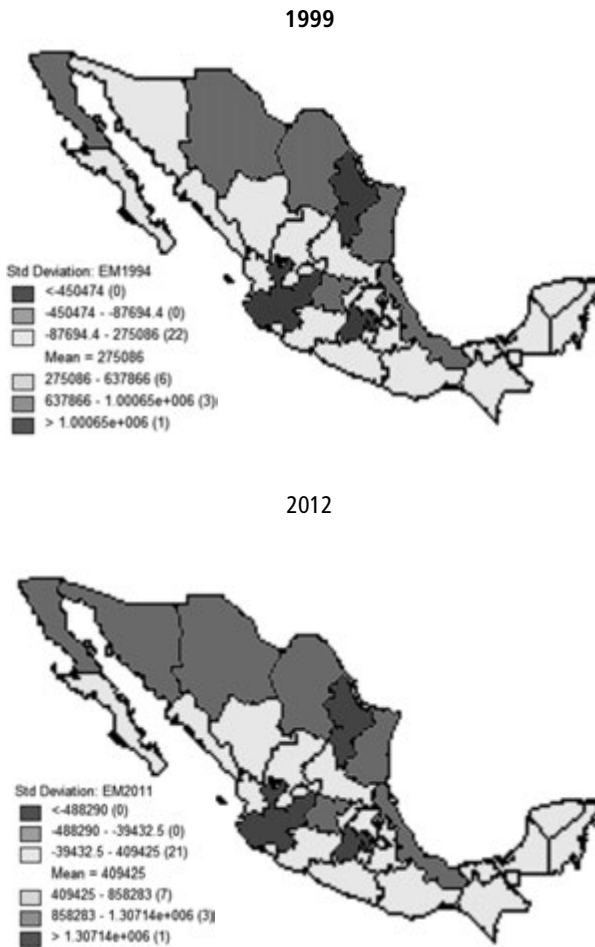 1999
Std Deviation: EM1994
<-450474 (0)
-450474 - -87694.4 (0)
-87694.4 - 275086 (22)
Mean = 275086
275086 - 637866 (6)
637866 - 1.00065e+006 (3)
> 1.00065e+006 (1)
2012
Std Deviation: EM2011
<-488290 (0)
-488290 - -39432.5 (0)
-39432.5 - 409425 (21)
Mean = 409425
409425 - 858283 (7)
858283 - 1.30714e+006 (3)
> 1.30714e+006 (1)